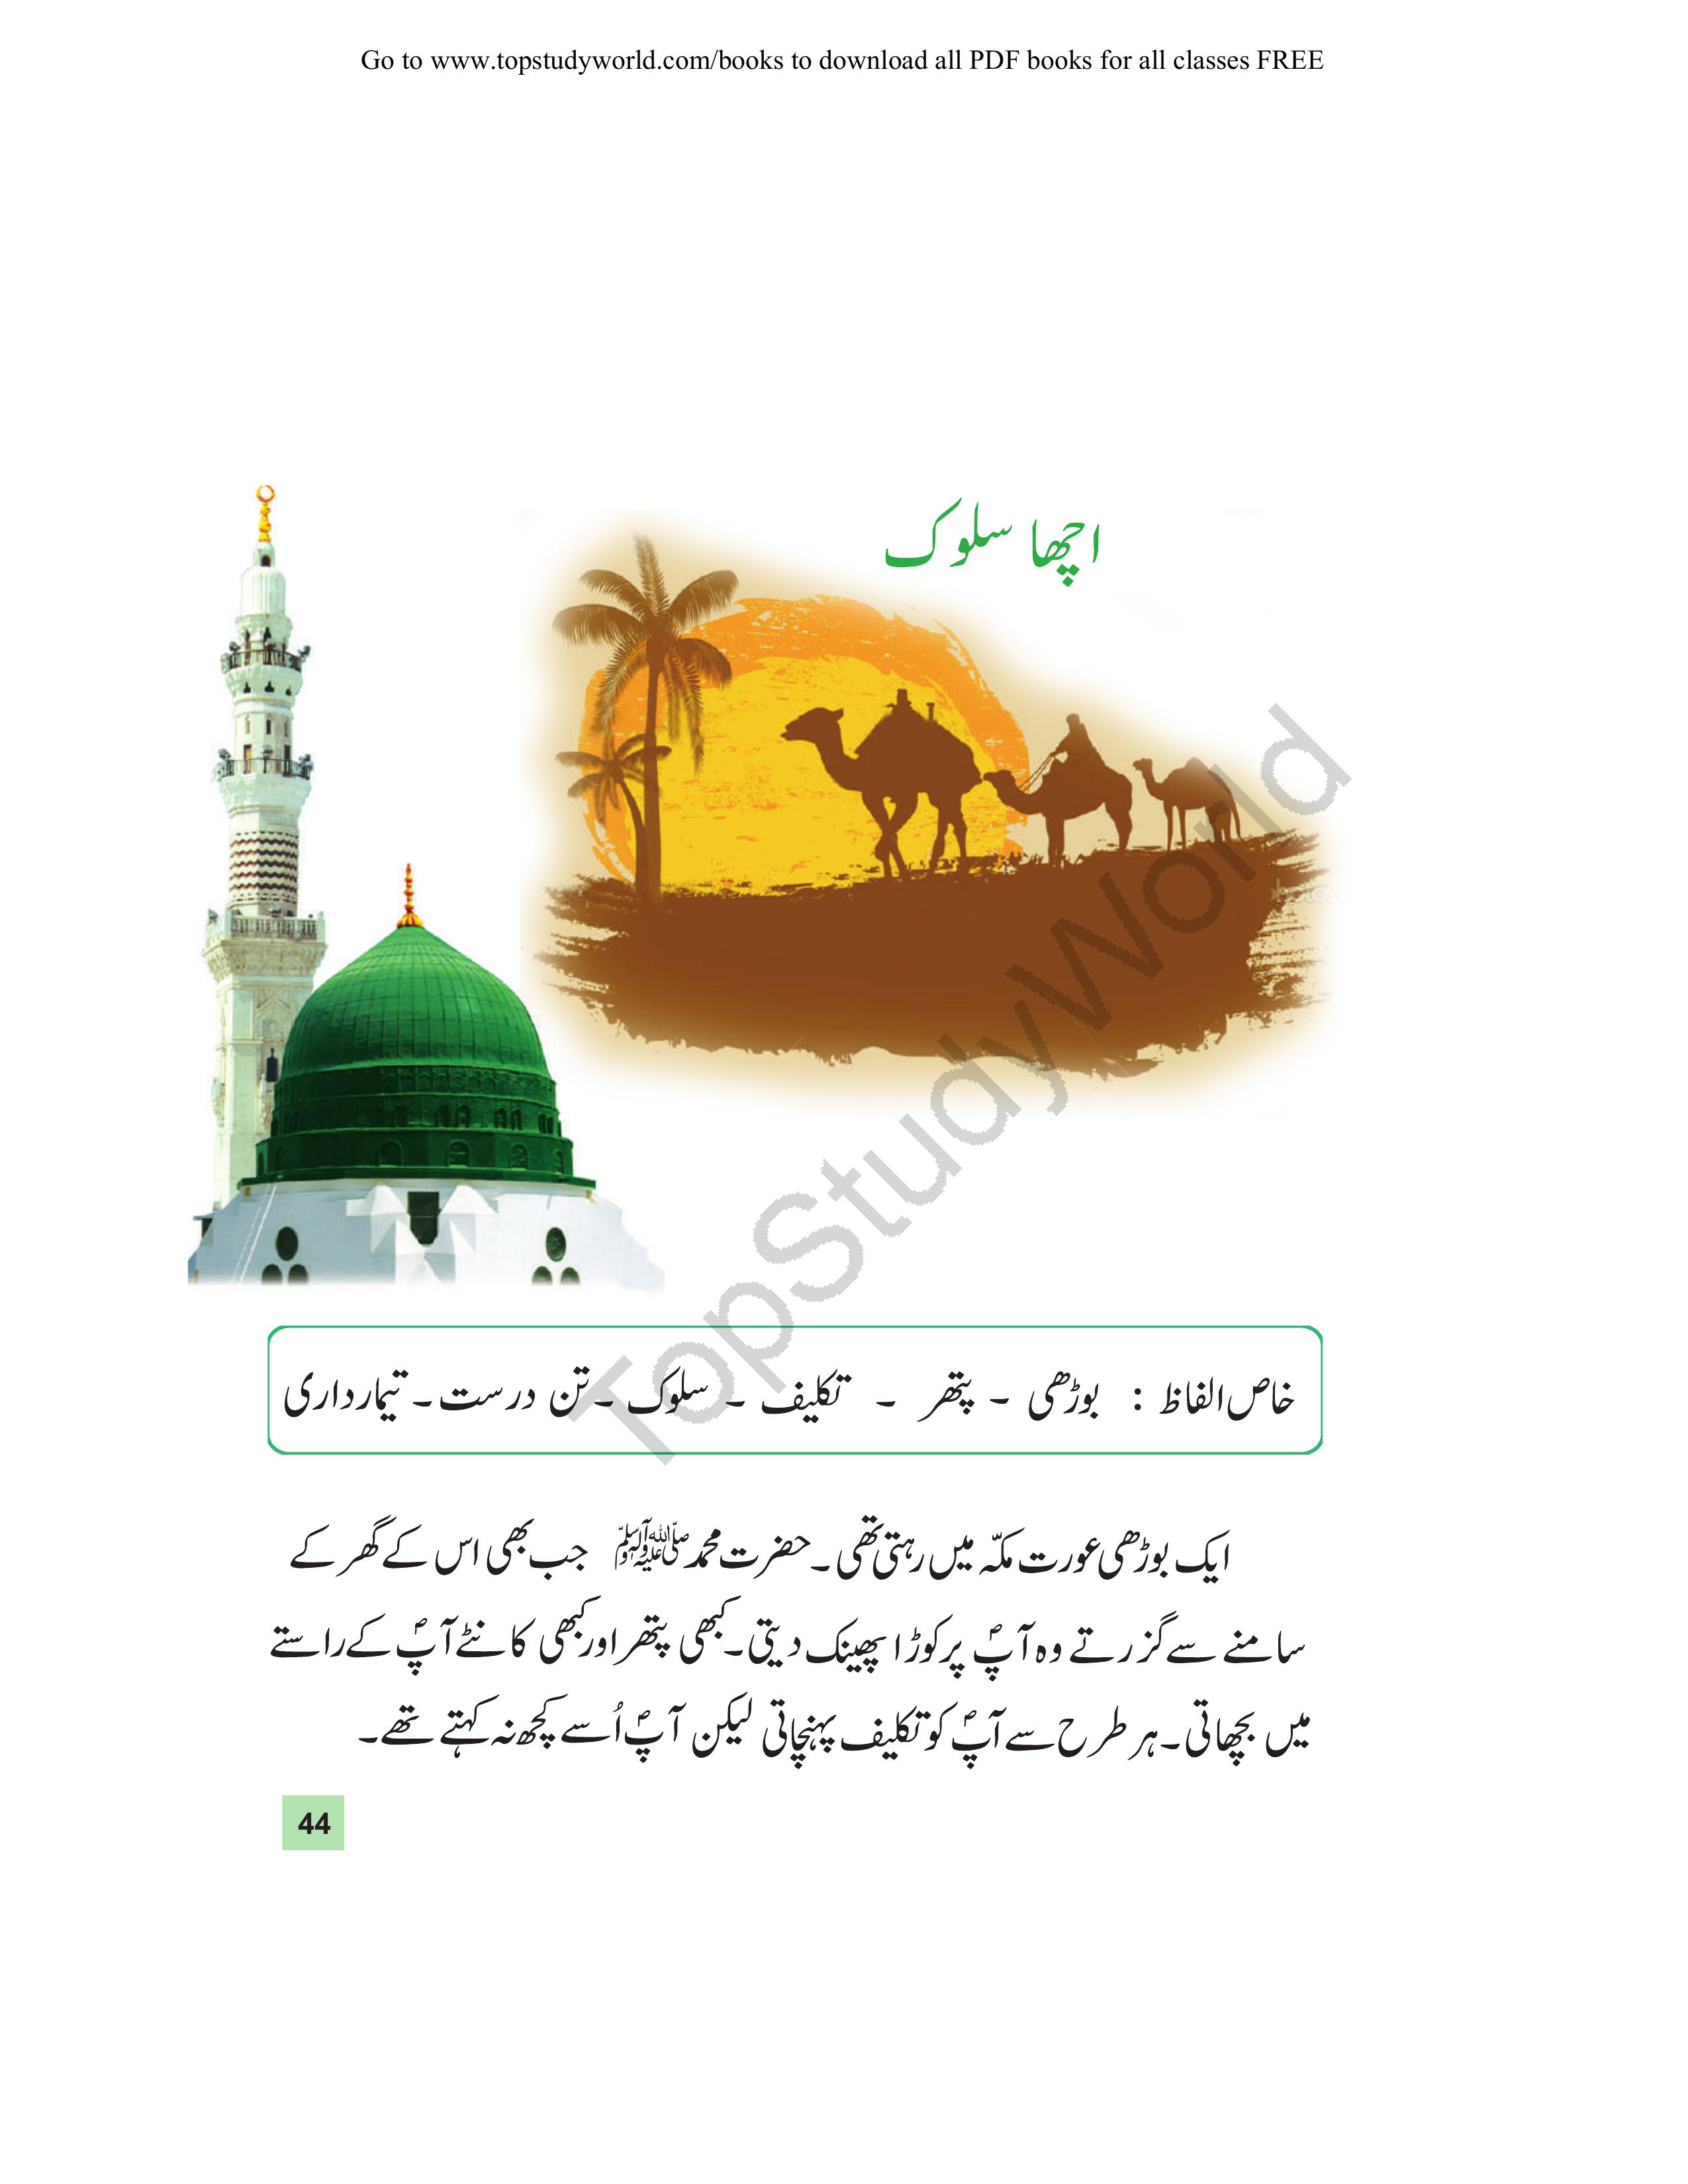 Go to www.topstudyworld.com/books to download all PDF books for all classes FREE
اچھا سلوک
خاص الفاظ : بوڑھی ۔ پتھر ۔ تکلیف ۔ سلوک ۔ تن درست ۔ تیمارداری
ایک بوڑھی عورت مکّہ میں رہتی تھی ۔ حضرت محمد ﷺ جب بھی اس کے گھر کے
سامنے سے گزرتے وہ آپؐ پر کوڑا پھینک دیتی ۔ کبھی پتھر اور کبھی کانٹے آپؐ کے راستے
میں بچھاتی ۔ ہر طرح سے آپؐ کو تکلیف پہنچاتی لیکن آپؐ اُسے کچھ نہ کہتے تھے ۔
44
TopStudyWorld